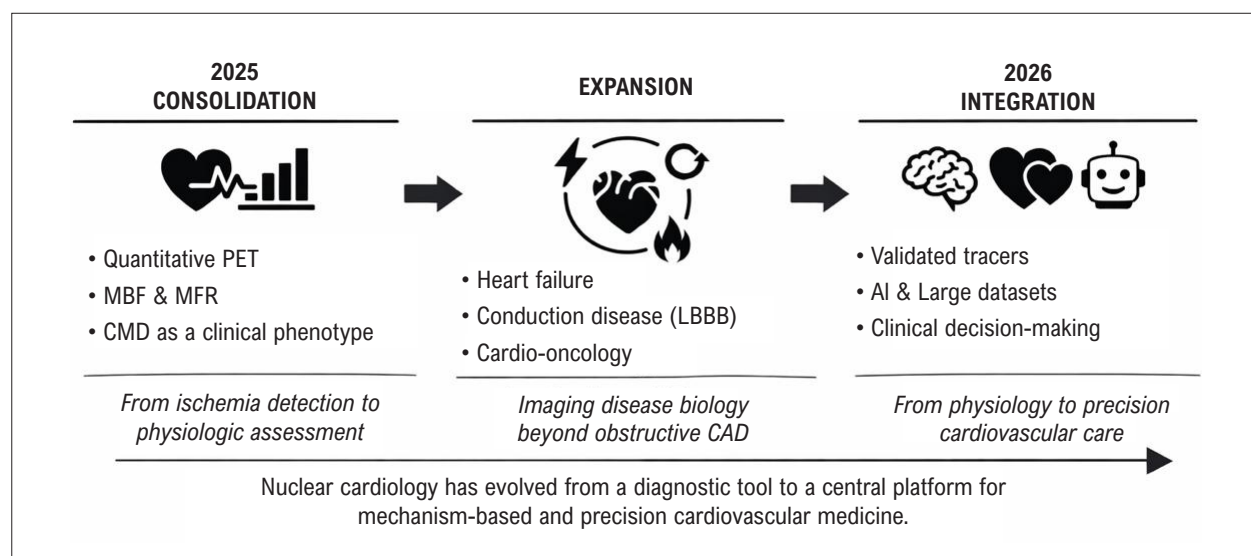 2025
CONSOLIDATION
• Quantitative PET
• MBF & MFR
• CMD as a clinical phenotype
From ischemia detection to
physiologic assessment
EXPANSION
• Heart failure
• Conduction disease (LBBB)
• Cardio-oncology
Imaging disease biology
beyond obstructive CAD
2026
INTEGRATION
• Validated tracers
• AI & Large datasets
• Clinical decision-making
From physiology to precision
cardiovascular care
Nuclear cardiology has evolved from a diagnostic tool to a central platform for
mechanism-based and precision cardiovascular medicine.